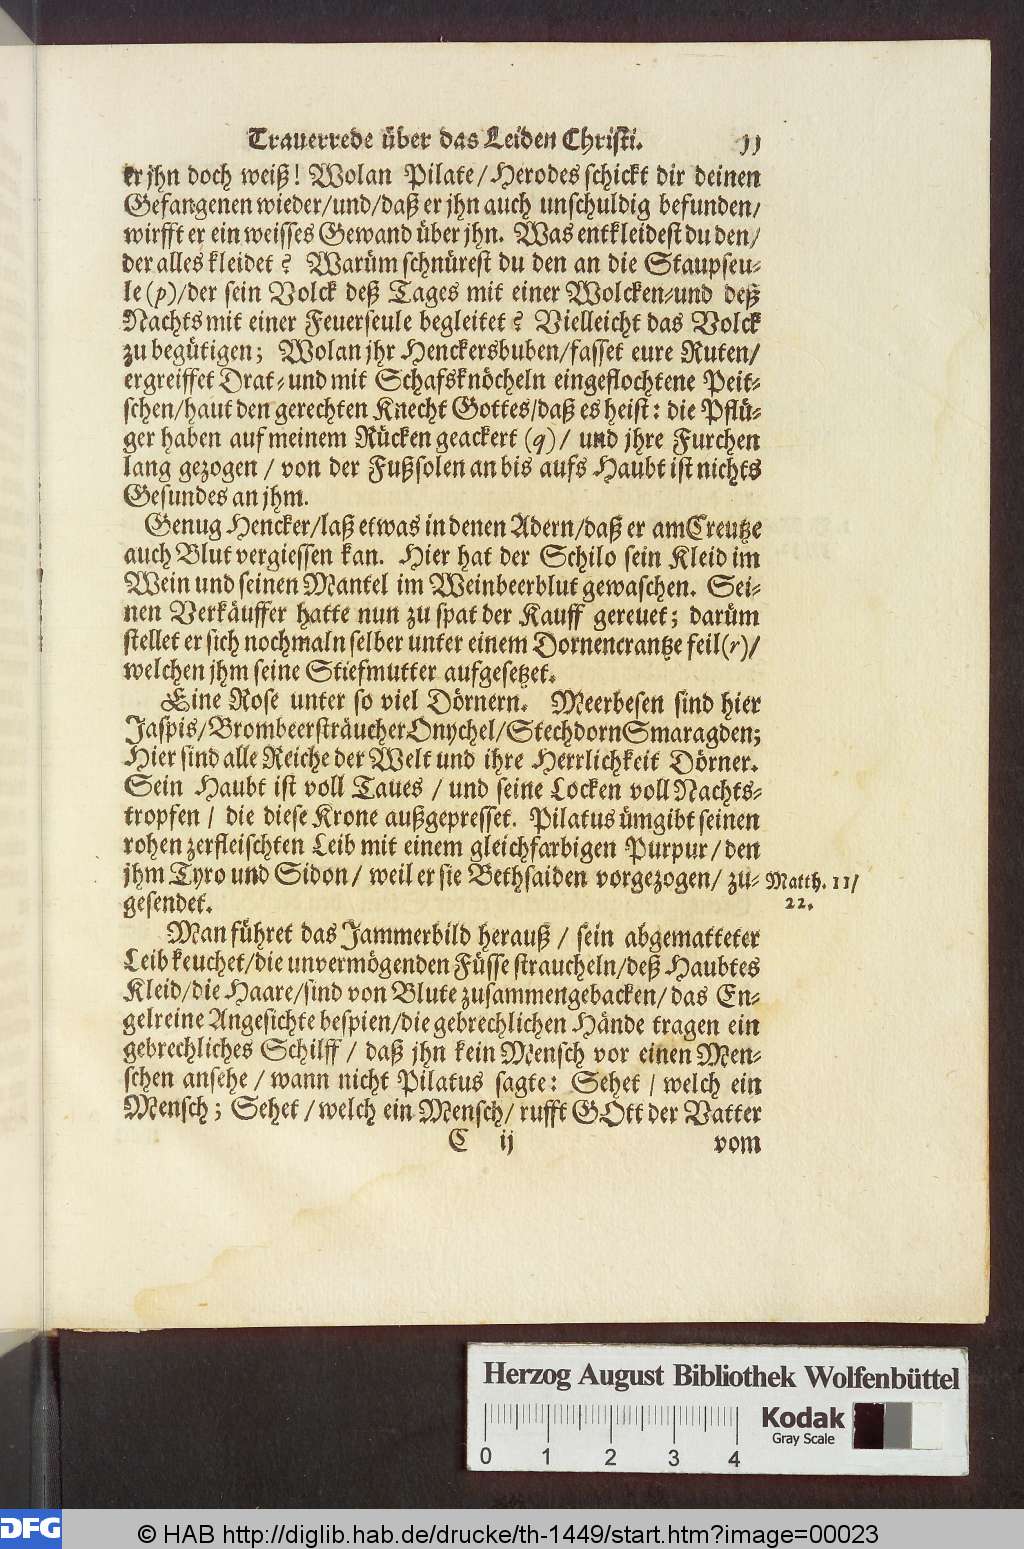 Trauerrede über das Leiden Christi. 11
er jhn doch weiß! Wolan Pilate/Herodes schickt dir deinen
Gefangenen wieder/und/daß er jhn auch unschuldig befunden/
wirfft er ein weisses Gewand über jhn. Was entkleidest du den/
der alles kleidet? Warüm schnürest du den an die Staupseu-
le (p)/der sein Volck deß Tages mit einer Wolcken-und deß
Nachts mit einer Feuerseule begleitet? Vielleicht das Volck
zu begütigen; Wolan jhr Henckersbuben/fasset eure Ruten/
ergreiffet Drat-und mit Schafsknöcheln eingeflochtene Peit-
schen/haut den gerechten Knecht Gottes/daß es heist: die Pflü-
ger haben auf meinem Rücken geackert (q)/ und jhre Furchen
lang gezogen / von der Fußsolen an bis aufs Haubt ist nichts
Gesundes an jhm.
Genug Hencker/laß etwas in denen Adern/daß er am Creutze
auch Blut vergiessen kan. Hier hat der Schilo sein Kleid im
Wein und seinen Mantel im Weinbeerblut gewaschen. Sei-
nen Verkäuffer hatte nun zu spat der Kauff gereuet; darüm
stellet er sich nochmaln selber unter einem Dornencrantze feil(r)/
welchen jhm seine Stiefmutter aufgesetzet.
Eine Rose unter so viel Dörnern. Meerbesen sind hier
Jaspis/Brombeersträucher Onychel/Stechdorn Smaragden;
Hier sind alle Reiche der Welt und ihre Herrlichkeit Dörner.
Sein Haubt ist voll Taues / und seine Locken voll Nachts-
tropfen / die diese Krone außgepresset. Pilatus ümgibt seinen
rohen zerfleischten Leib mit einem gleichfarbigen Purpur/den
jhm Tyro und Sidon / weil er sie Bethsaiden vorgezogen/ zu-
gesendet.
Matth. 11/
22.
Man führet das Jammerbild herauß / sein abgematteter
Leib keuchet/die unvermögenden Füsse straucheln/deß Haubtes
Kleid/die Haare/sind von Blute zusammengebacken/das En-
gelreine Angesichte bespien/die gebrechlichen Hände tragen ein
gebrechliches Schilff / daß jhn kein Mensch vor einen Men-
schen ansehe / wann nicht Pilatus sagte: Sehet / welch ein
Mensch; Sehet / welch ein Mensch/ rufft GOtt der Vatter
C ij vom
Herzog August Bibliothek Wolfenbüttel
0 1 2 3 4
Kodak
Gray Scale
DFG
© HAB http://diglib.hab.de/drucke/th-1449/start.htm?image=00023